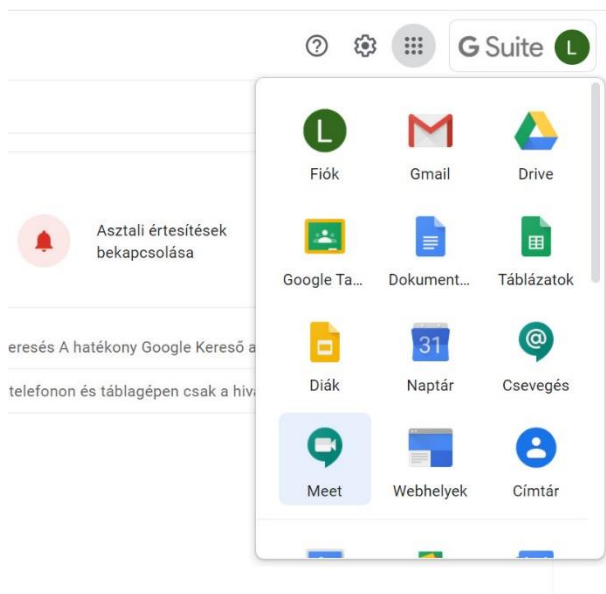 G Suite L
L
Fiók Gmail Drive
Asztali értesítések
bekapcsolása
Google Ta... Dokument... Táblázatok
31
eresés A hatékony Google Kereső a
Diák Naptár Csevegés
telefonon és táblagépen csak a hiva
Meet Webhelyek Címtár